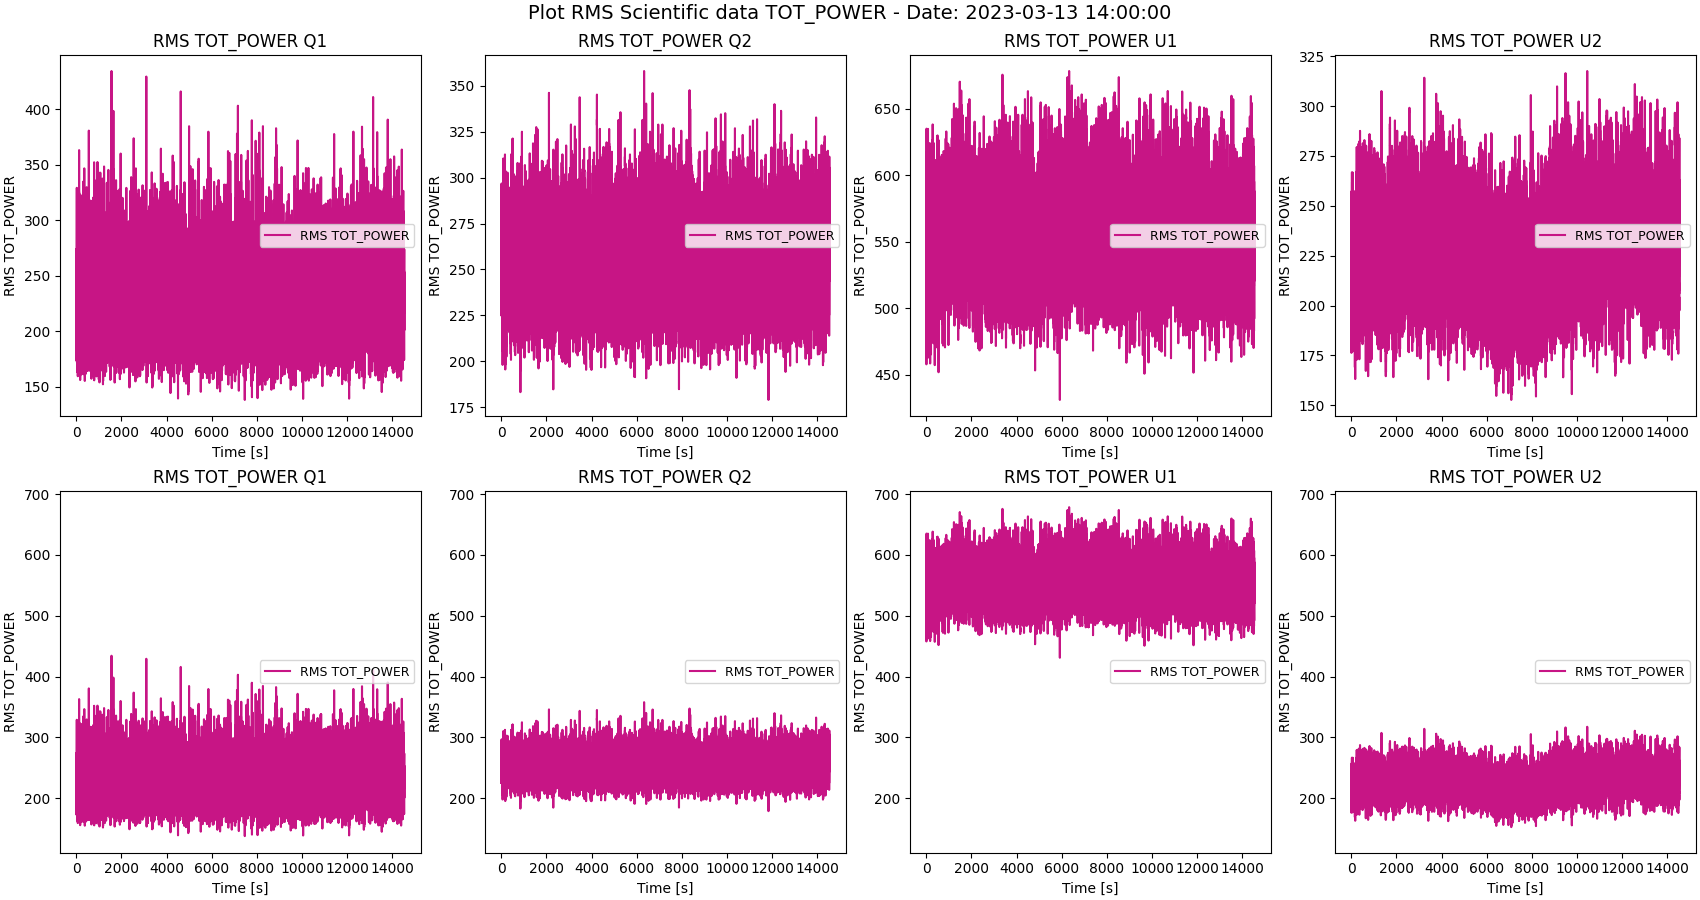 Plot RMS Scientific data TOT_POWER - Date: 2023-03-13 14:00:00
RMS TOT_POWER Q1
RMS TOT_POWER
400
350
300
250
200
150
RMS TOT_POWER
0 2000 4000 6000 8000 10000 12000 14000
Time [s]
RMS TOT_POWER Q2
RMS TOT_POWER
350
325
300
275
250
225
200
175
RMS TOT_POWER
0 2000 4000 6000 8000 10000 12000 14000
Time [s]
RMS TOT_POWER U1
RMS TOT_POWER
650
600
550
500
450
RMS TOT_POWER
0 2000 4000 6000 8000 10000 12000 14000
Time [s]
RMS TOT_POWER U2
RMS TOT_POWER
325
300
275
250
225
200
175
150
RMS TOT_POWER
0 2000 4000 6000 8000 10000 12000 14000
Time [s]
RMS TOT_POWER Q1
RMS TOT_POWER
700
600
500
400
300
200
RMS TOT_POWER
0 2000 4000 6000 8000 10000 12000 14000
Time [s]
RMS TOT_POWER Q2
RMS TOT_POWER
700
600
500
400
300
200
RMS TOT_POWER
0 2000 4000 6000 8000 10000 12000 14000
Time [s]
RMS TOT_POWER U1
RMS TOT_POWER
700
600
500
400
300
200
RMS TOT_POWER
0 2000 4000 6000 8000 10000 12000 14000
Time [s]
RMS TOT_POWER U2
RMS TOT_POWER
700
600
500
400
300
200
RMS TOT_POWER
0 2000 4000 6000 8000 10000 12000 14000
Time [s]